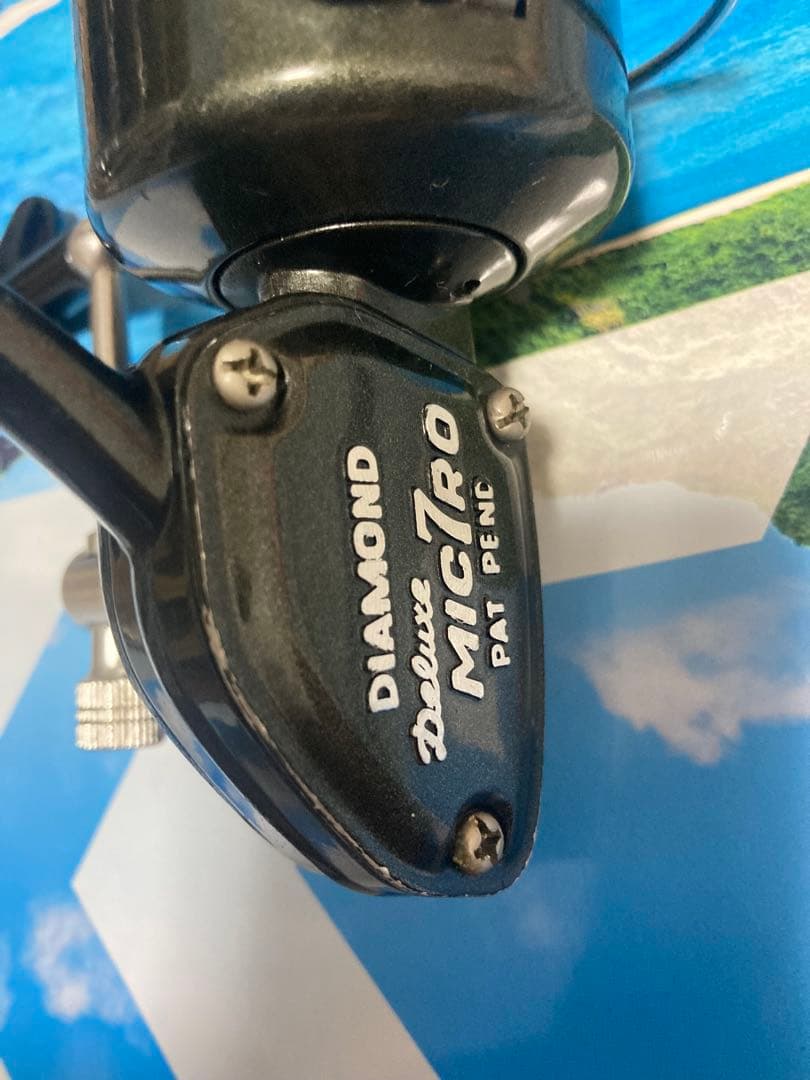 DIAMOND
Deluxe
MIC7RO
PAT PEND